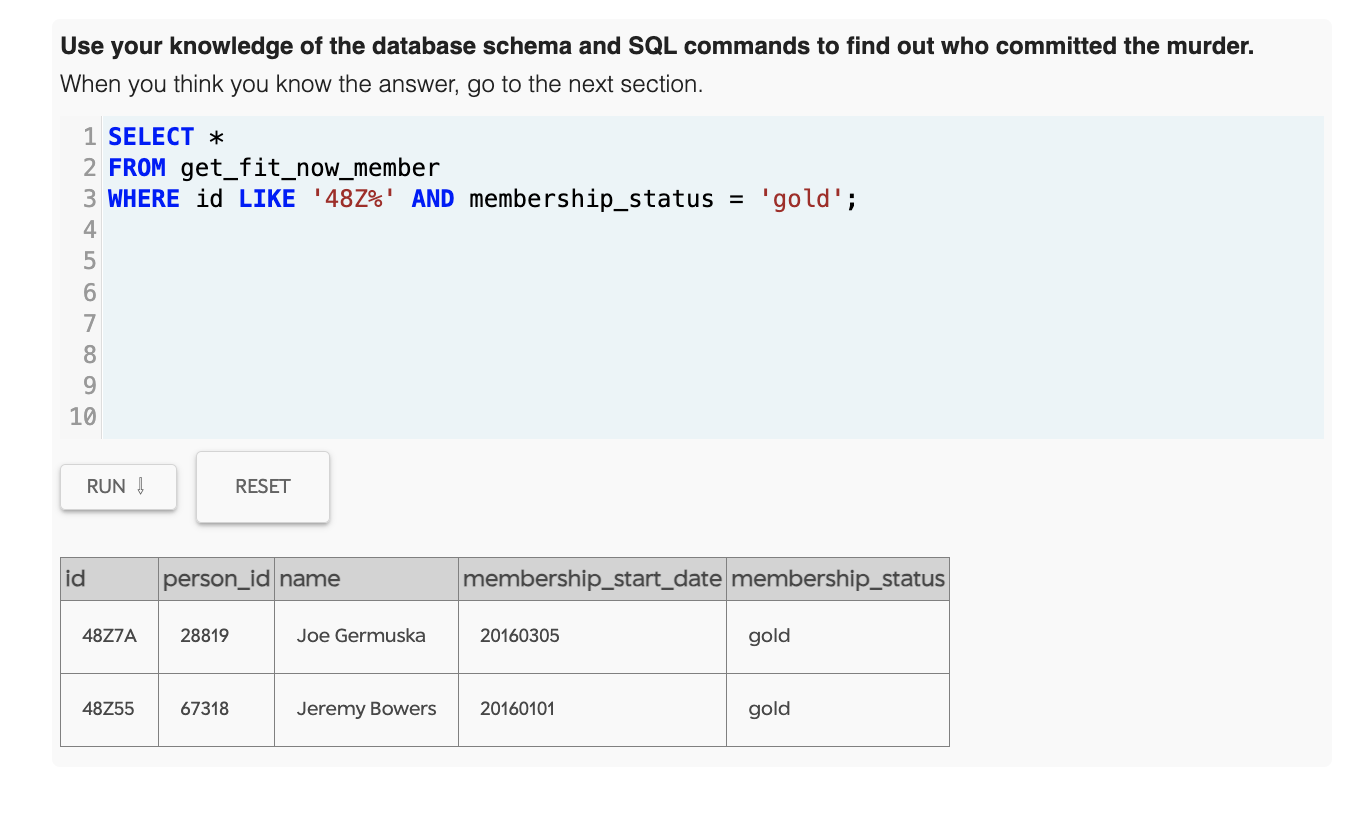 Use your knowledge of the database schema and SQL commands to find out who committed the murder.
When you think you know the answer, go to the next section.
1 SELECT *
2 FROM get_fit_now_member
3 WHERE id LIKE '48Z%' AND membership_status = 'gold';
4
5
6
7
8
9
10
RUN ⇩ RESET
id person_id name membership_start_date membership_status
48Z7A 28819 Joe Germuska 20160305 gold
48Z55 67318 Jeremy Bowers 20160101 gold